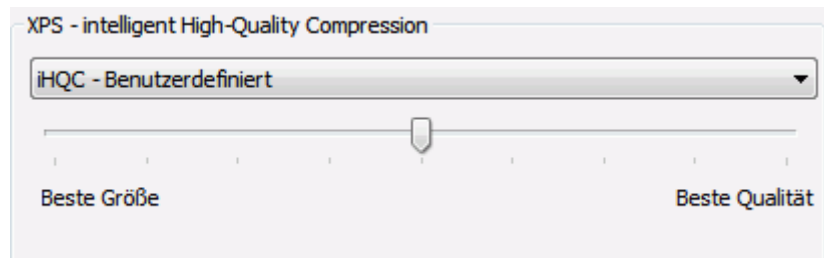 XPS - intelligent High-Quality Compression
iHQC - Benutzerdefiniert
Beste Größe Beste Qualität